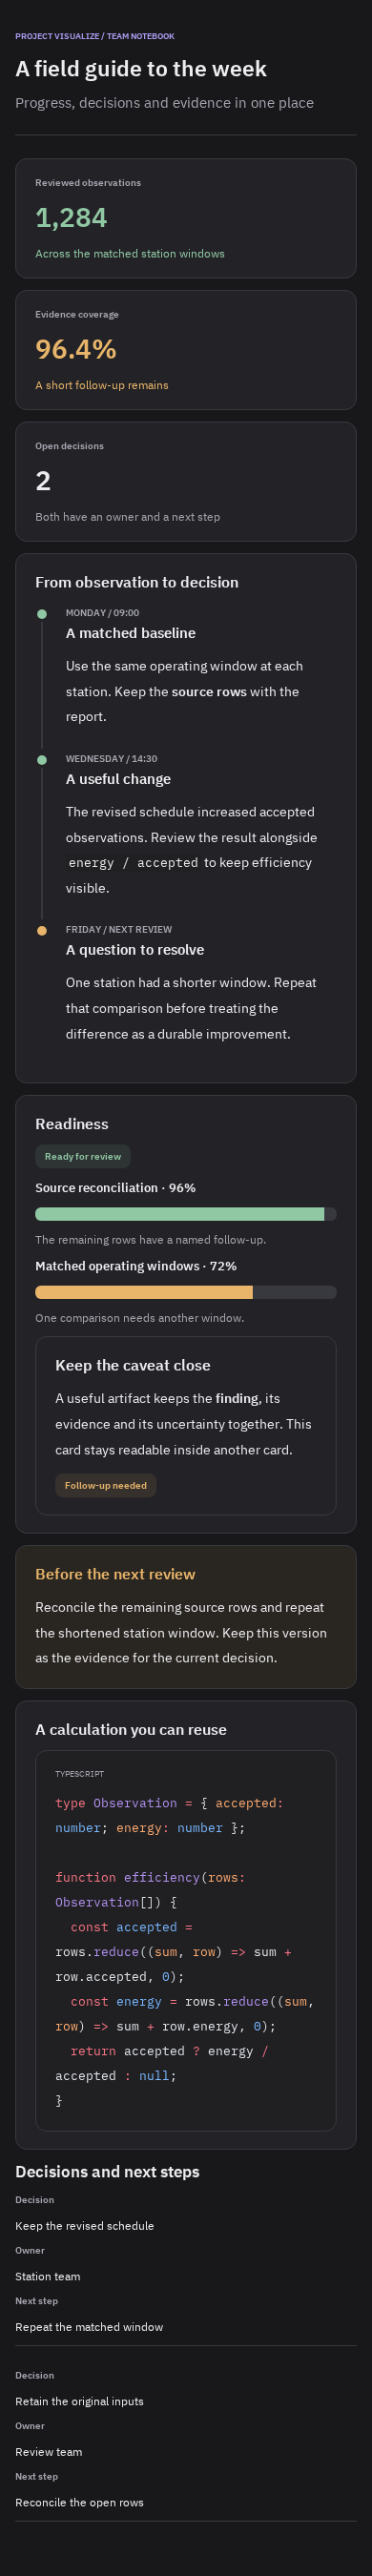 PROJECT VISUALIZE / TEAM NOTEBOOK
A field guide to the week
Progress, decisions and evidence in one place
Reviewed observations
1,284
Across the matched station windows
Evidence coverage
96.4%
A short follow-up remains
Open decisions
2
Both have an owner and a next step
From observation to decision
MONDAY / 09:00
A matched baseline
Use the same operating window at each
station. Keep the source rows with the
report.
WEDNESDAY / 14:30
A useful change
The revised schedule increased accepted
observations. Review the result alongside
energy / accepted to keep efficiency
visible.
FRIDAY / NEXT REVIEW
A question to resolve
One station had a shorter window. Repeat
that comparison before treating the
difference as a durable improvement.
Readiness
Ready for review
Source reconciliation · 96%
The remaining rows have a named follow-up.
Matched operating windows · 72%
One comparison needs another window.
Keep the caveat close
A useful artifact keeps the finding, its
evidence and its uncertainty together. This
card stays readable inside another card.
Follow-up needed
Before the next review
Reconcile the remaining source rows and repeat
the shortened station window. Keep this version
as the evidence for the current decision.
A calculation you can reuse
TYPESCRIPT
type Observation = { accepted:
number; energy: number };
function efficiency(rows:
Observation[]) {
const accepted =
rows.reduce((sum, row) => sum +
row.accepted, 0);
const energy = rows.reduce((sum,
row) => sum + row.energy, 0);
return accepted ? energy /
accepted : null;
}
Decisions and next steps
Decision
Keep the revised schedule
Owner
Station team
Next step
Repeat the matched window
Decision
Retain the original inputs
Owner
Review team
Next step
Reconcile the open rows